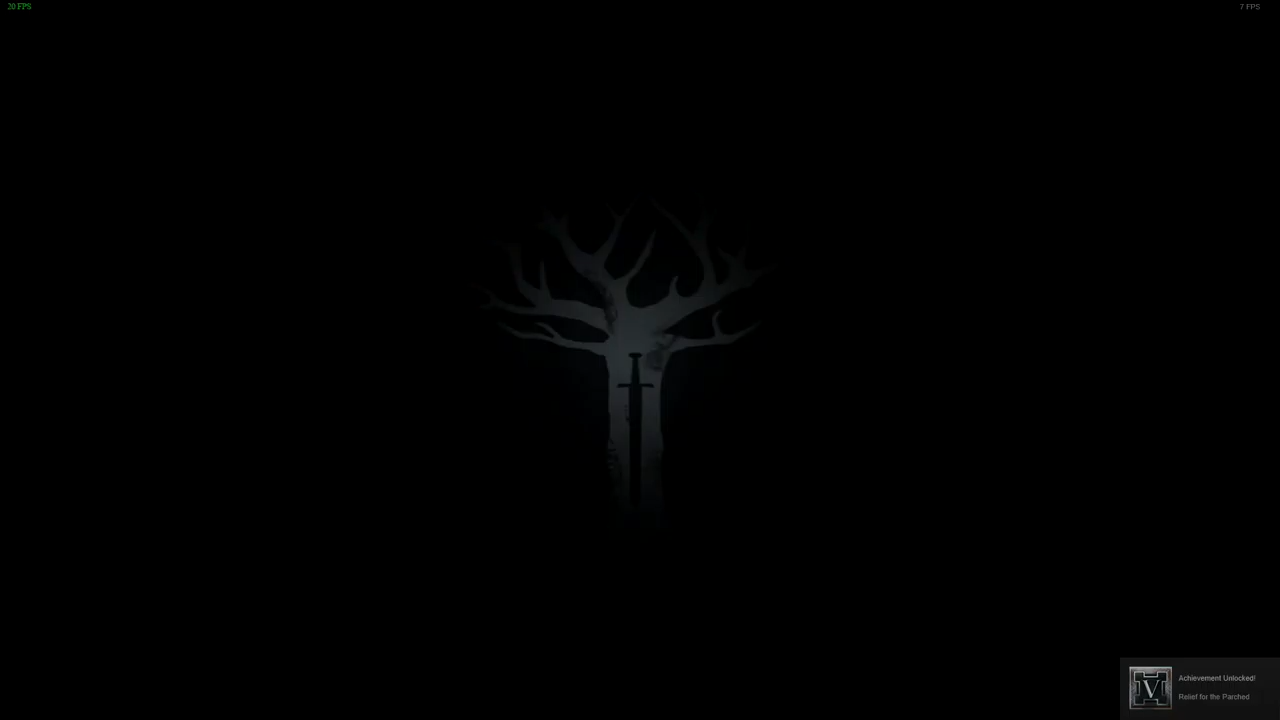 20 FPS
7 FPS
Achievement Unlocked!
V
Relief for the Parched